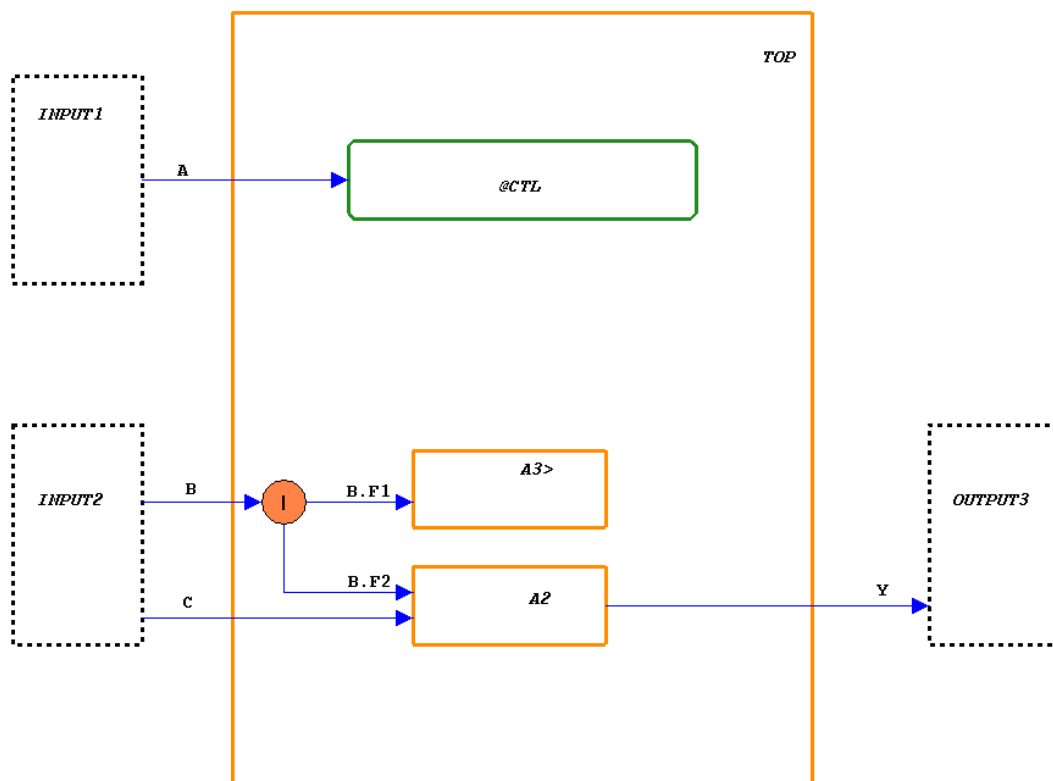 TOP
INPUT1
A
@CTL
INPUT2
B
I
B.F1
A3>
OUTPUT3
B.F2
C
A2
Y